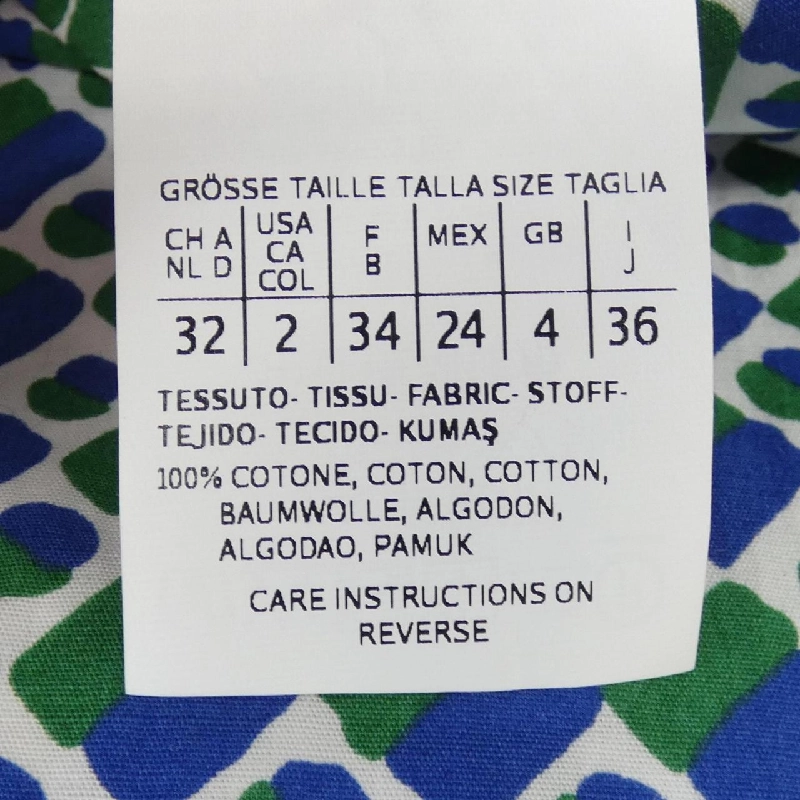 GRÖSSE TAILLE TALLA SIZE TAGLIA
CH A NL D USA CA COL F B MEX GB I J
32 2 34 24 4 36
TESSUTO- TISSU- FABRIC- STOFF-
TEJIDO- TECIDO- KUMAŞ
100% COTONE, COTON, COTTON,
BAUMWOLLE, ALGODON,
ALGODAO, PAMUK
CARE INSTRUCTIONS ON
REVERSE